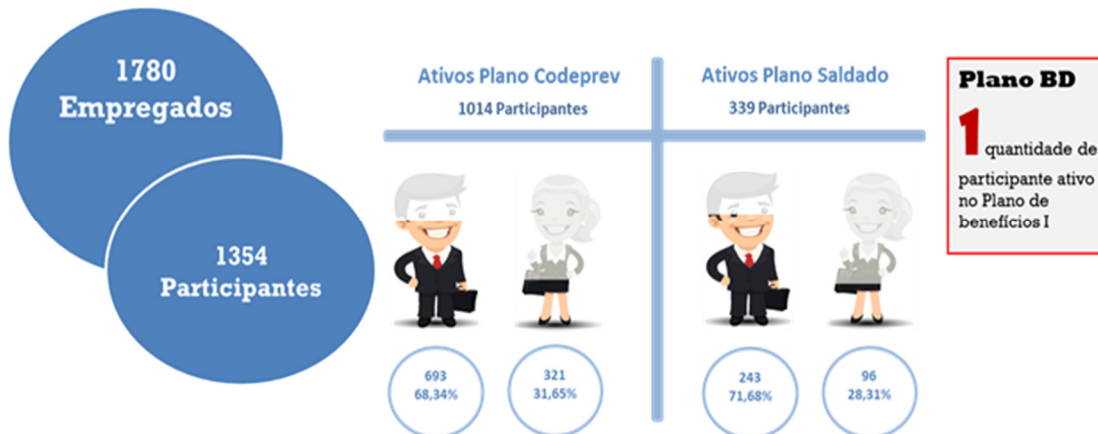 1780
Empregados
1354
Participantes
Ativos Plano Codeprev
1014 Participantes
693
68,34%
321
31,65%
Ativos Plano Saldado
339 Participantes
243
71,68%
96
28,31%
Plano BD
1 quantidade de
participante ativo
no Plano de
benefícios I